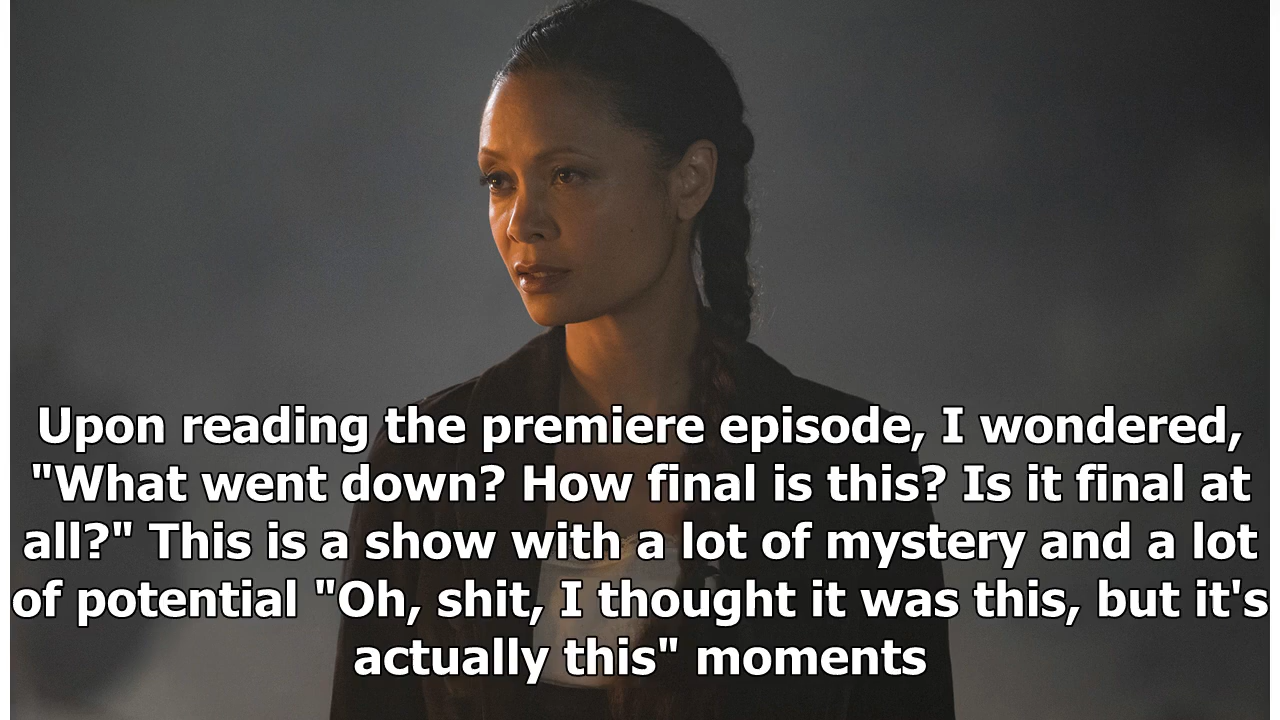 Upon reading the premiere episode, I wondered,
"What went down? How final is this? Is it final at
all?" This is a show with a lot of mystery and a lot
of potential "Oh, shit, I thought it was this, but it's
actually this" moments